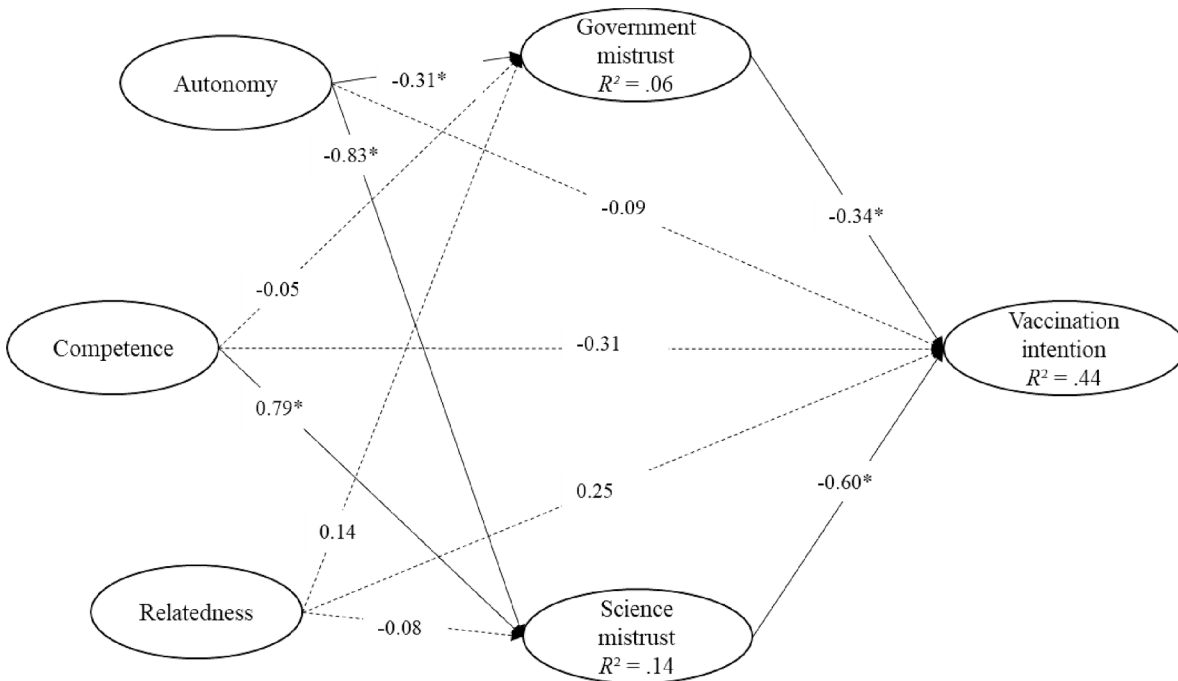 Government
mistrust
R² = .06
Autonomy
-0.31*
-0.83*
-0.09
-0.34*
-0.05
Competence
-0.31
Vaccination
intention
R² = .44
0.79*
0.25
-0.60*
0.14
Relatedness
-0.08
Science
mistrust
R² = .14